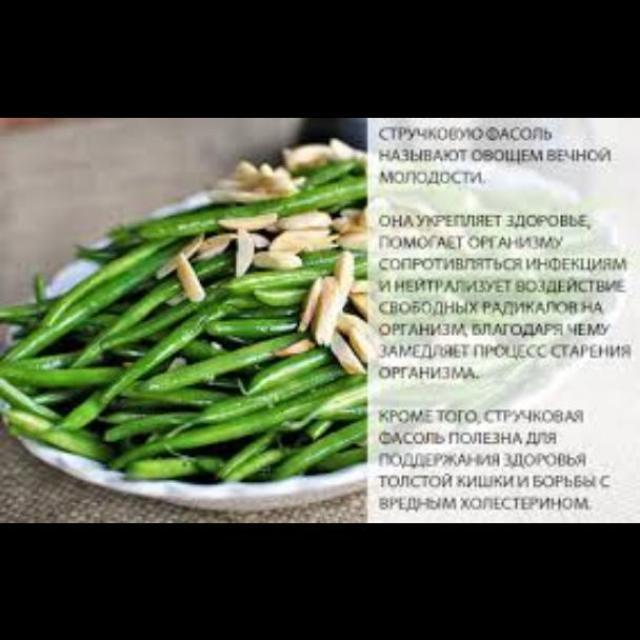 СТРУЧКОВУЮ ФАСОЛЬ
НАЗЫВАЮТ ОВОЩЕМ ВЕЧНОЙ
МОЛОДОСТИ.
ОНА УКРЕПЛЯЕТ ЗДОРОВЬЕ,
ПОМОГАЕТ ОРГАНИЗМУ
СОПРОТИВЛЯТЬСЯ ИНФЕКЦИЯМ
И НЕЙТРАЛИЗУЕТ ВОЗДЕЙСТВИЕ
СВОБОДНЫХ РАДИКАЛОВ НА
ОРГАНИЗМ, БЛАГОДАРЯ ЧЕМУ
ЗАМЕДЛЯЕТ ПРОЦЕСС СТАРЕНИЯ
ОРГАНИЗМА.
КРОМЕ ТОГО, СТРУЧКОВАЯ
ФАСОЛЬ ПОЛЕЗНА ДЛЯ
ПОДДЕРЖАНИЯ ЗДОРОВЬЯ
ТОЛСТОЙ КИШКИ И БОРЬБЫ С
ВРЕДНЫМ ХОЛЕСТЕРИНОМ.